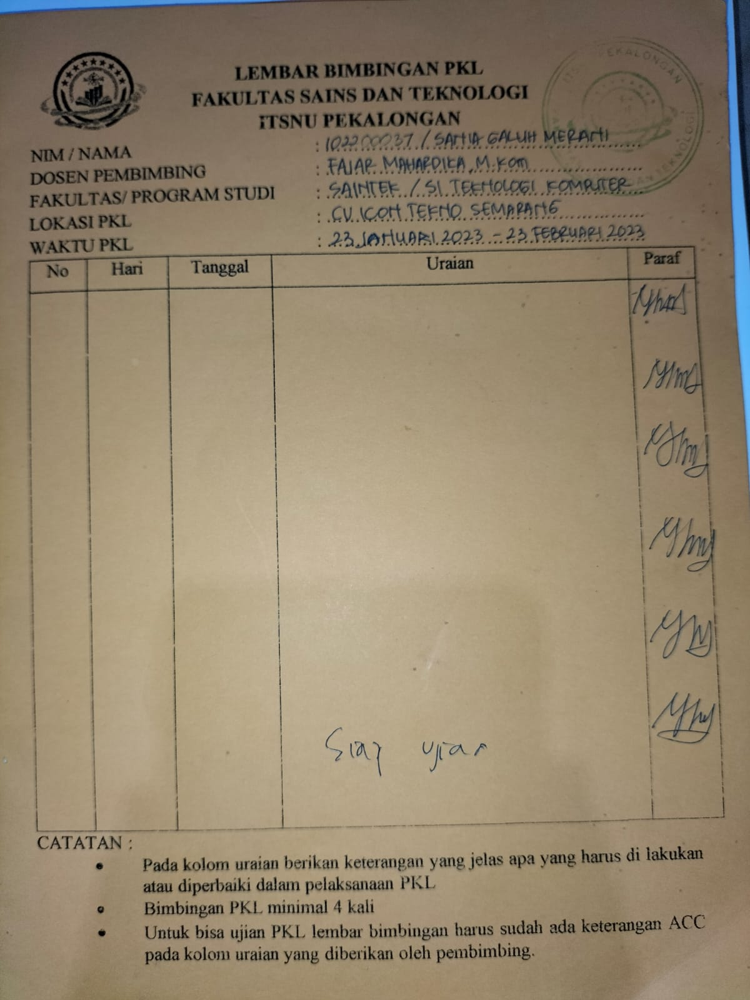 LEMBAR BIMBINGAN PKL
FAKULTAS SAINS DAN TEKNOLOGI
ITSNU PEKALONGAN
NIM / NAMA : 102200037 / SANIA GALUH MERANI
DOSEN PEMBIMBING : FAJAR MAHARDIKA, M.Kom
FAKULTAS/ PROGRAM STUDI : SAINTEK / S1 TEKNOLOGI KOMPUTER
LOKASI PKL : CV. ICON TEKNO SEMARANG
WAKTU PKL : 23 JANUARI 2023 - 23 FEBRUARI 2023
No Hari Tanggal Uraian Paraf
Siap ujian
CATATAN :
• Pada kolom uraian berikan keterangan yang jelas apa yang harus di lakukan
atau diperbaiki dalam pelaksanaan PKL
• Bimbingan PKL minimal 4 kali
• Untuk bisa ujian PKL lembar bimbingan harus sudah ada keterangan ACC
pada kolom uraian yang diberikan oleh pembimbing.